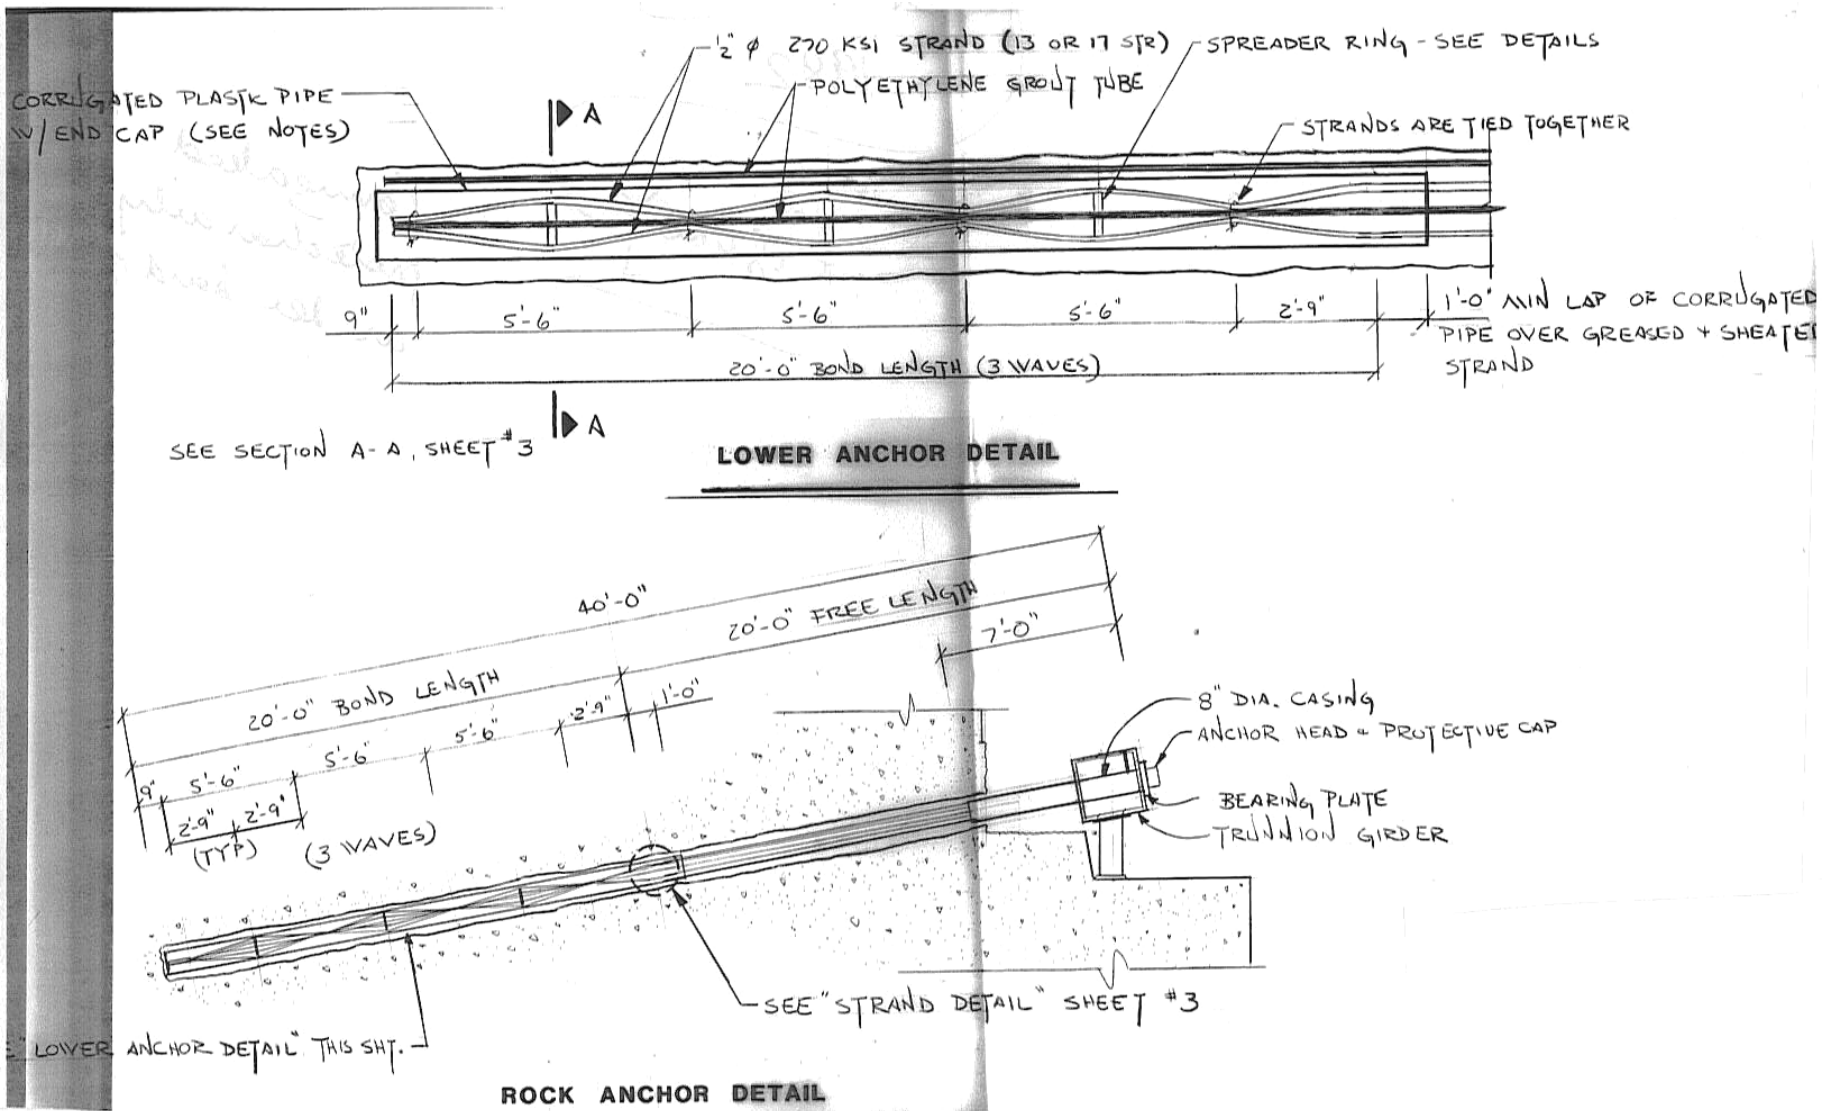 1/2" φ 270 KSI STRAND (13 OR 17 STR)
SPREADER RING - SEE DETAILS
CORRUGATED PLASTIC PIPE
W/ END CAP (SEE NOTES)
POLYETHYLENE GROUT TUBE
A
STRANDS ARE TIED TOGETHER
9"
5'-6"
5'-6"
5'-6"
2'-9"
1'-0" MIN LAP OF CORRUGATED
PIPE OVER GREASED + SHEATED
STRAND
20'-0" BOND LENGTH (3 WAVES)
A
SEE SECTION A-A, SHEET #3
LOWER ANCHOR DETAIL
40'-0"
20'-0" FREE LENGTH
7'-0"
20'-0" BOND LENGTH
2'-9"
1'-0"
5'-6"
5'-6"
5'-6"
9"
2'-9"
2'-9"
(TYP)
(3 WAVES)
8" DIA. CASING
ANCHOR HEAD & PROTECTIVE CAP
BEARING PLATE
TRUNNION GIRDER
SEE "STRAND DETAIL" SHEET #3
LOWER ANCHOR DETAIL" THIS SHT.
ROCK ANCHOR DETAIL